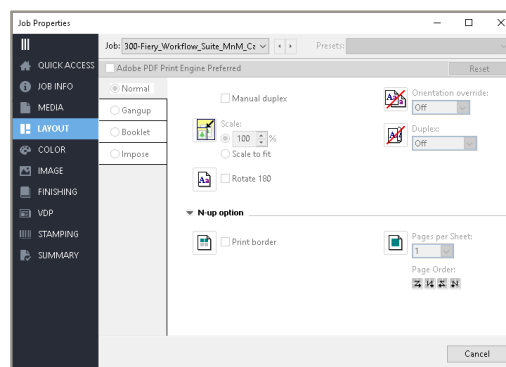 Job Properties
Job: 300-Fiery_Workflow_Suite_MnM_Ca
Presets:
QUICK ACCESS
JOB INFO
MEDIA
LAYOUT
COLOR
IMAGE
FINISHING
VDP
STAMPING
SUMMARY
Adobe PDF Print Engine Preferred
Reset
Normal
Gangup
Booklet
Impose
Manual duplex
Scale:
100 %
Scale to fit
Rotate 180
Orientation override:
Off
Duplex:
Off
N-up option
Print border
Pages per Sheet:
1
Page Order:
Cancel